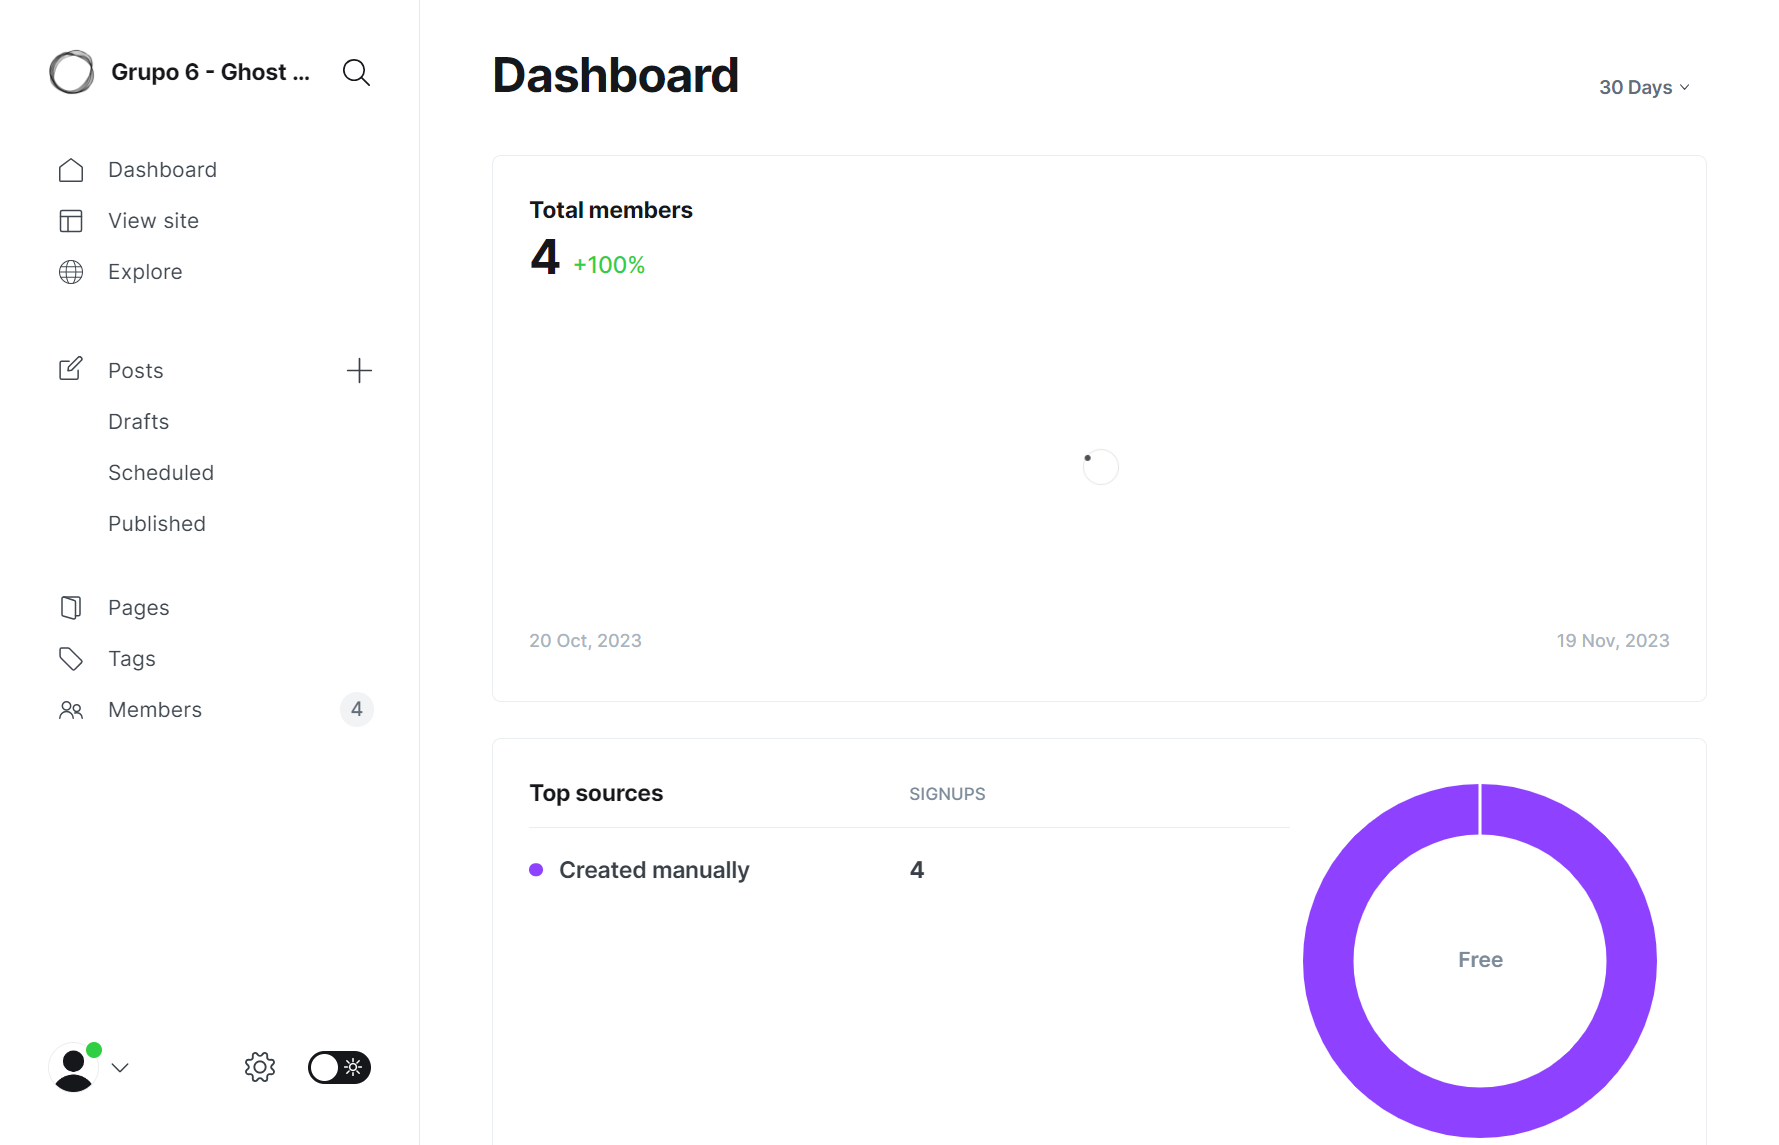 Grupo 6 - Ghost ...
Dashboard
View site
Explore
Posts
Drafts
Scheduled
Published
Pages
Tags
Members 4
Dashboard
30 Days
Total members
4 +100%
20 Oct, 2023 19 Nov, 2023
Top sources SIGNUPS
Created manually 4
Free